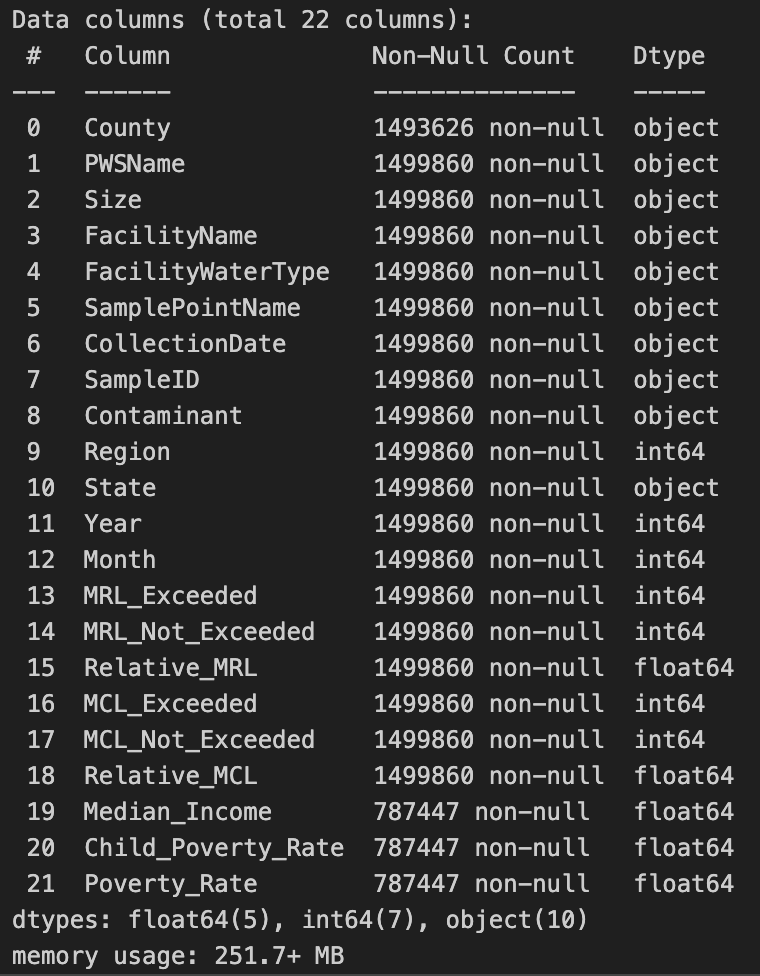 Data columns (total 22 columns):
 #   Column              Non-Null Count    Dtype
---  ------              --------------    -----
 0   County              1493626 non-null  object
 1   PWSName             1499860 non-null  object
 2   Size                1499860 non-null  object
 3   FacilityName        1499860 non-null  object
 4   FacilityWaterType   1499860 non-null  object
 5   SamplePointName     1499860 non-null  object
 6   CollectionDate      1499860 non-null  object
 7   SampleID            1499860 non-null  object
 8   Contaminant         1499860 non-null  object
 9   Region              1499860 non-null  int64
 10  State               1499860 non-null  object
 11  Year                1499860 non-null  int64
 12  Month               1499860 non-null  int64
 13  MRL_Exceeded        1499860 non-null  int64
 14  MRL_Not_Exceeded    1499860 non-null  int64
 15  Relative_MRL        1499860 non-null  float64
 16  MCL_Exceeded        1499860 non-null  int64
 17  MCL_Not_Exceeded    1499860 non-null  int64
 18  Relative_MCL        1499860 non-null  float64
 19  Median_Income       787447 non-null   float64
 20  Child_Poverty_Rate  787447 non-null   float64
 21  Poverty_Rate        787447 non-null   float64
dtypes: float64(5), int64(7), object(10)
memory usage: 251.7+ MB